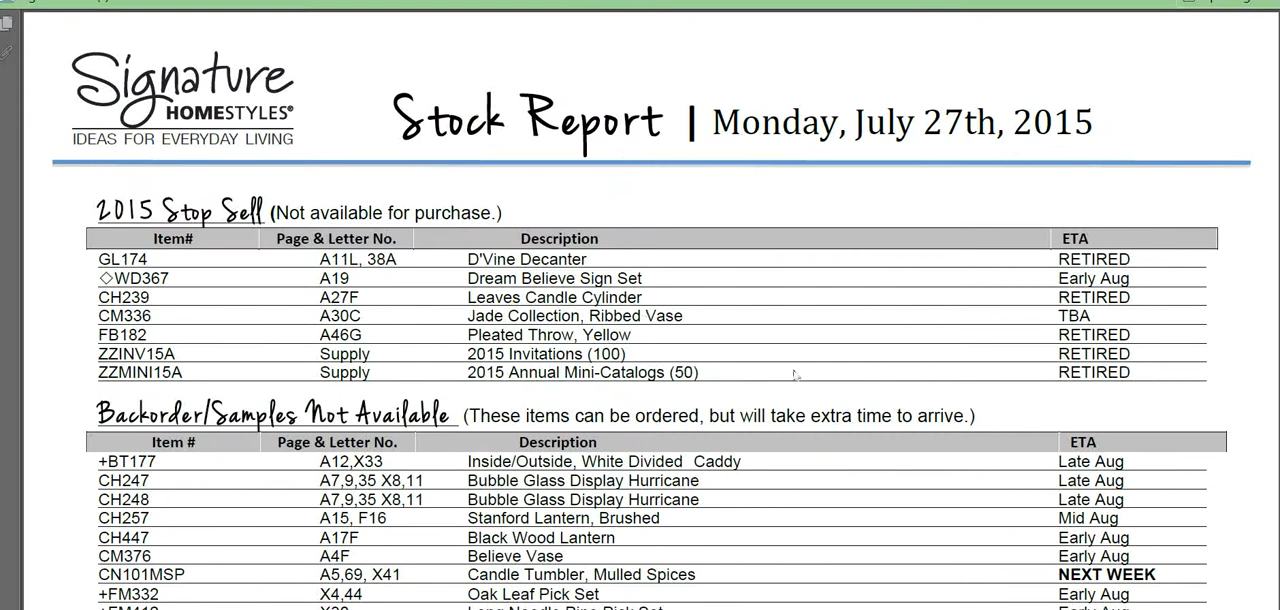 Signature
HOMESTYLES®
IDEAS FOR EVERYDAY LIVING
Stock Report | Monday, July 27th, 2015
2015 Stop Sell (Not available for purchase.)
Item# Page & Letter No. Description ETA
GL174 A11L, 38A D'Vine Decanter RETIRED
◇WD367 A19 Dream Believe Sign Set Early Aug
CH239 A27F Leaves Candle Cylinder RETIRED
CM336 A30C Jade Collection, Ribbed Vase TBA
FB182 A46G Pleated Throw, Yellow RETIRED
ZZINV15A Supply 2015 Invitations (100) RETIRED
ZZMINI15A Supply 2015 Annual Mini-Catalogs (50) RETIRED
Backorder/Samples Not Available (These items can be ordered, but will take extra time to arrive.)
Item # Page & Letter No. Description ETA
+BT177 A12,X33 Inside/Outside, White Divided Caddy Late Aug
CH247 A7,9,35 X8,11 Bubble Glass Display Hurricane Late Aug
CH248 A7,9,35 X8,11 Bubble Glass Display Hurricane Late Aug
CH257 A15, F16 Stanford Lantern, Brushed Mid Aug
CH447 A17F Black Wood Lantern Early Aug
CM376 A4F Believe Vase Early Aug
CN101MSP A5,69, X41 Candle Tumbler, Mulled Spices NEXT WEEK
+FM332 X4,44 Oak Leaf Pick Set Early Aug